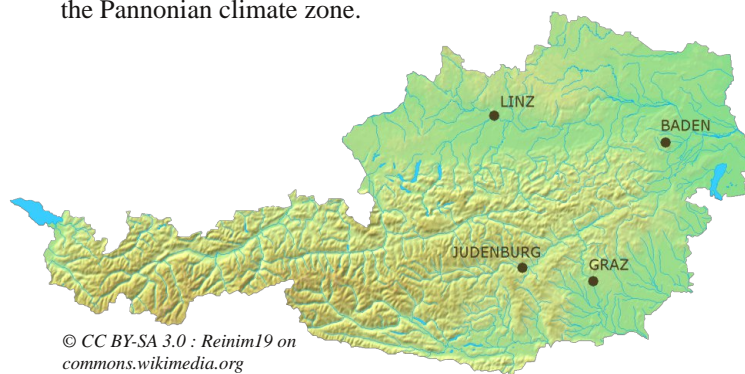 the Pannonian climate zone.
LINZ
BADEN
JUDENBURG
GRAZ
© CC BY-SA 3.0 : Reinim19 on
commons.wikimedia.org